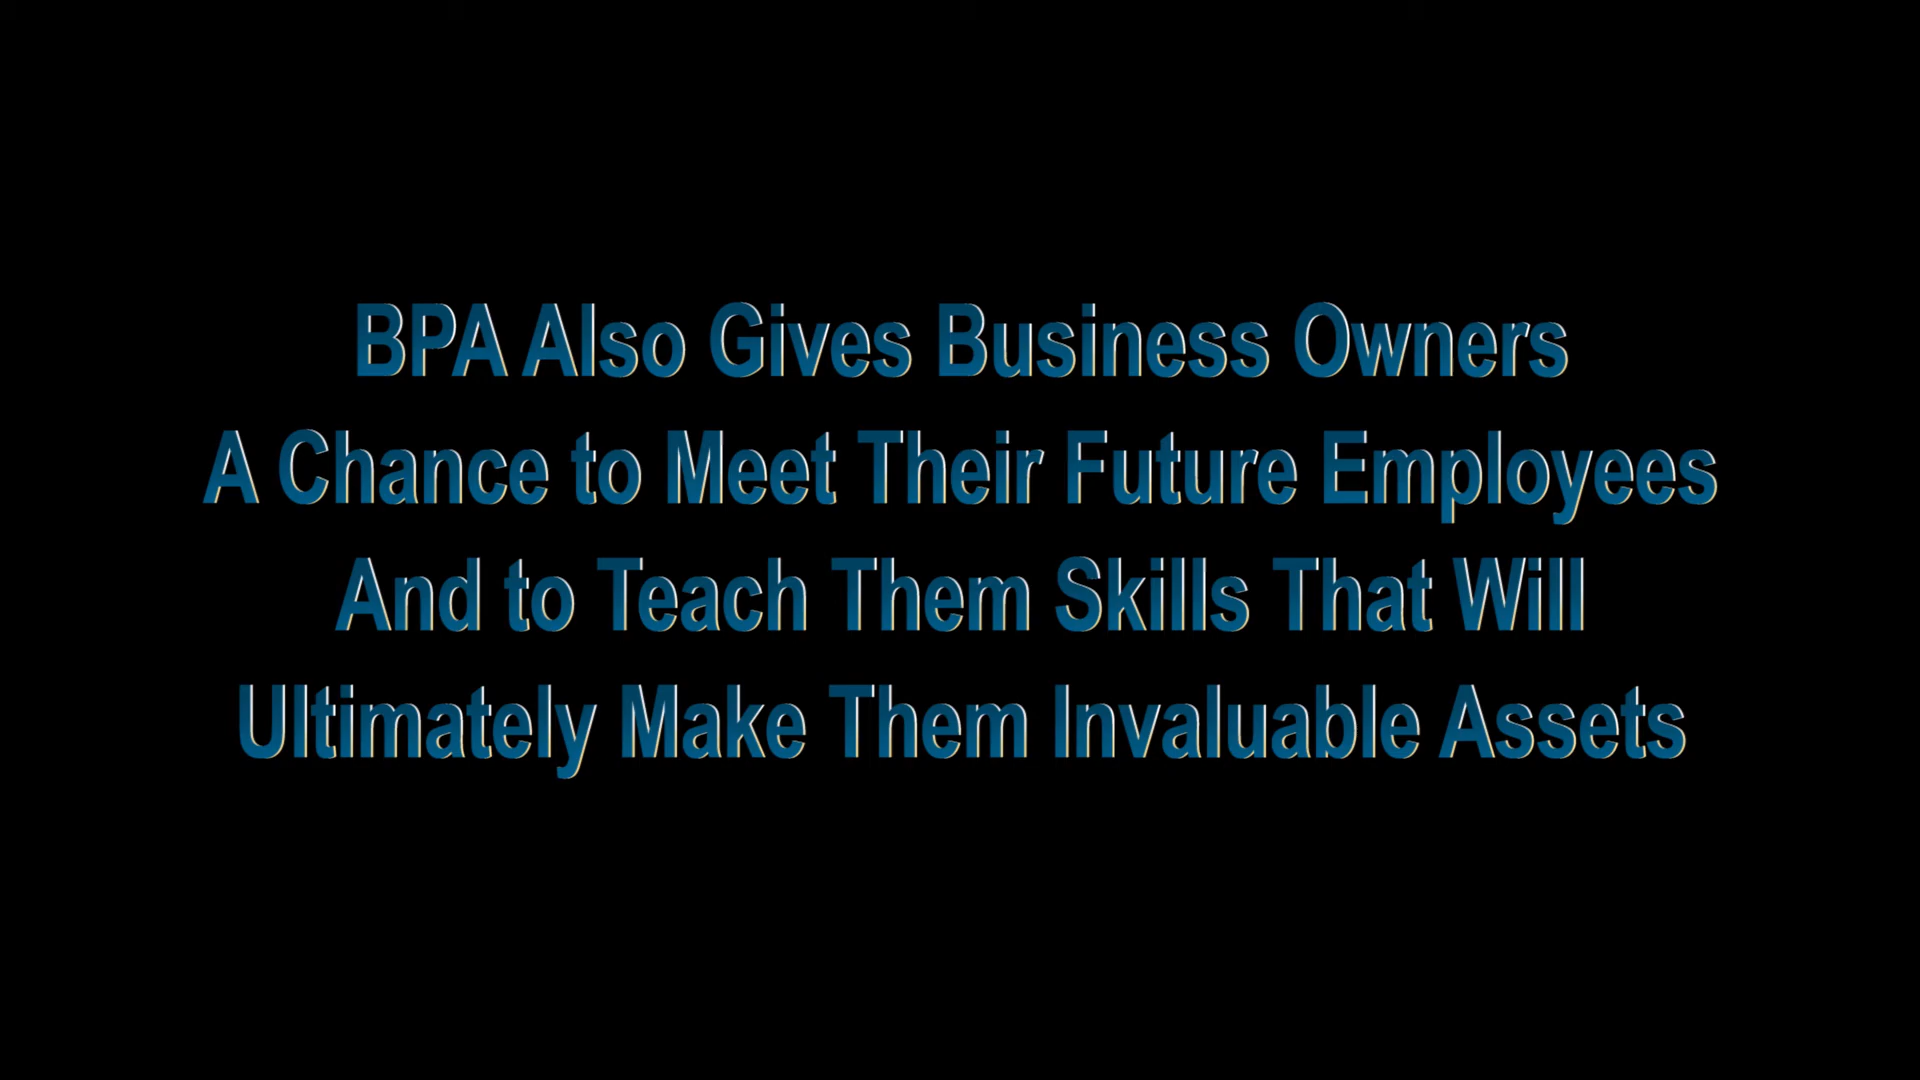 BPA Also Gives Business Owners
A Chance to Meet Their Future Employees
And to Teach Them Skills That Will
Ultimately Make Them Invaluable Assets